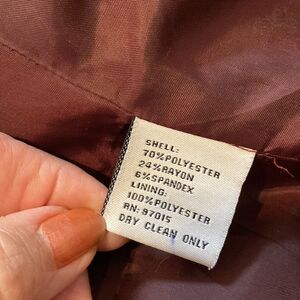 SHELL:
70%POLYESTER
24%RAYON
6%SPANDEX
LINING:
100%POLYESTER
RN: 97015
DRY CLEAN ONLY